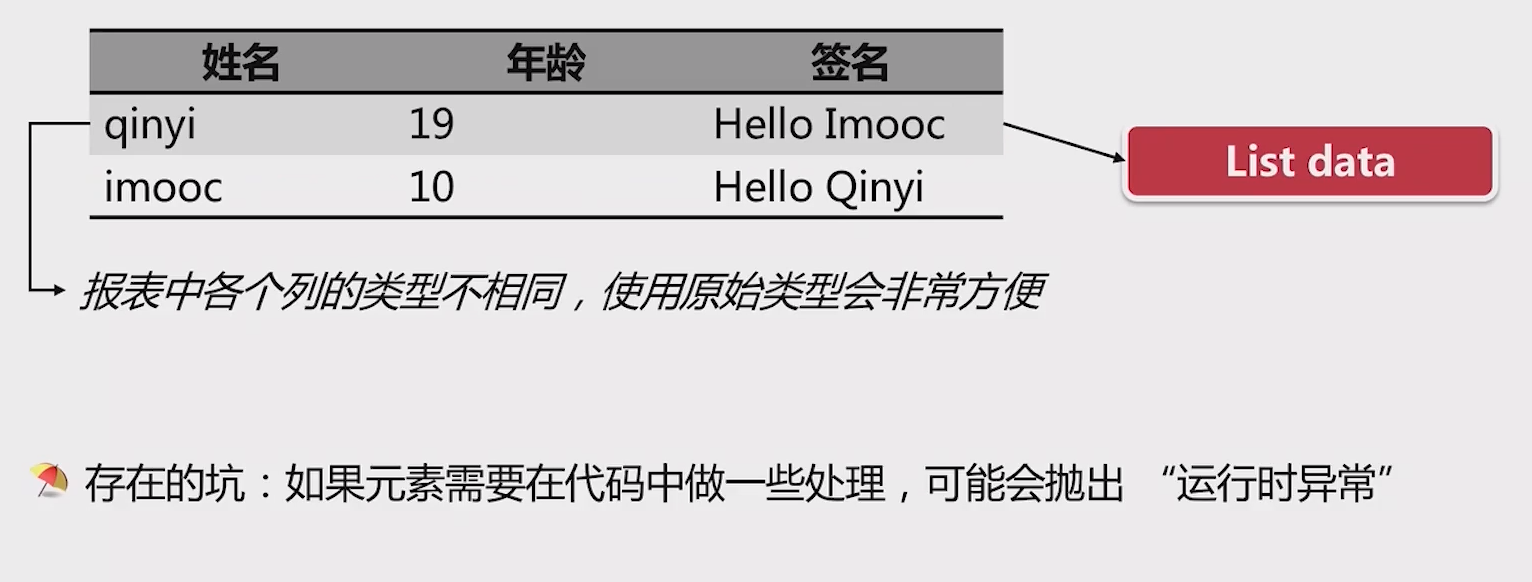 姓名 年龄 签名
qinyi 19 Hello Imooc
List data
imooc 10 Hello Qinyi
报表中各个列的类型不相同，使用原始类型会非常方便
存在的坑：如果元素需要在代码中做一些处理，可能会抛出 “运行时异常”